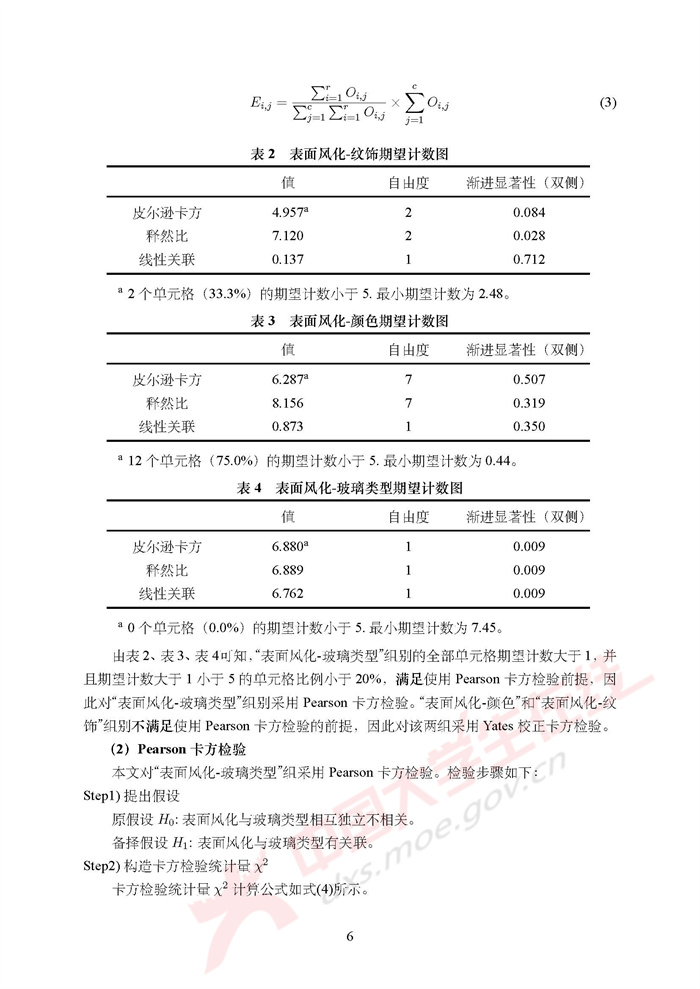 E_{i,j} = \frac{\sum_{i=1}^{r} O_{i,j}}{\sum_{j=1}^{c} \sum_{i=1}^{r} O_{i,j}} × \sum_{j=1}^{c} O_{i,j} (3)
表 2 表面风化-纹饰期望计数图
值 自由度 渐进显著性（双侧）
皮尔逊卡方 4.957ᵃ 2 0.084
释然比 7.120 2 0.028
线性关联 0.137 1 0.712
ᵃ 2 个单元格（33.3%）的期望计数小于 5. 最小期望计数为 2.48。
表 3 表面风化-颜色期望计数图
值 自由度 渐进显著性（双侧）
皮尔逊卡方 6.287ᵃ 7 0.507
释然比 8.156 7 0.319
线性关联 0.873 1 0.350
ᵃ 12 个单元格（75.0%）的期望计数小于 5. 最小期望计数为 0.44。
表 4 表面风化-玻璃类型期望计数图
值 自由度 渐进显著性（双侧）
皮尔逊卡方 6.880ᵃ 1 0.009
释然比 6.889 1 0.009
线性关联 6.762 1 0.009
ᵃ 0 个单元格（0.0%）的期望计数小于 5. 最小期望计数为 7.45。
由表 2、表 3、表 4可知，“表面风化-玻璃类型”组别的全部单元格期望计数大于 1，并
且期望计数大于 1 小于 5 的单元格比例小于 20%，满足使用 Pearson 卡方检验前提，因
此对“表面风化-玻璃类型”组别采用 Pearson 卡方检验。“表面风化-颜色”和“表面风化-纹
饰”组别不满足使用 Pearson 卡方检验的前提，因此对该两组采用 Yates 校正卡方检验。
（2）Pearson 卡方检验
本文对“表面风化-玻璃类型”组采用 Pearson 卡方检验。检验步骤如下：
Step1) 提出假设
原假设 H₀: 表面风化与玻璃类型相互独立不相关。
备择假设 H₁: 表面风化与玻璃类型有关联。
Step2) 构造卡方检验统计量 χ²
卡方检验统计量 χ² 计算公式如式(4)所示。
中国大学生在线
dxs.moe.gov.cn
6